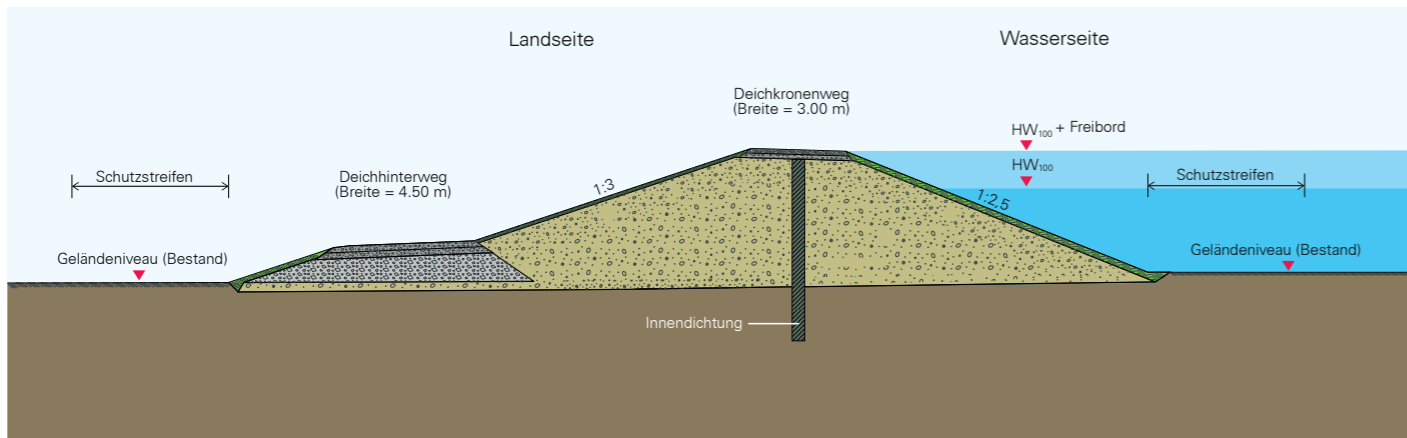 Landseite
Wasserseite
Deichkronenweg
(Breite = 3.00 m)
HW₁₀₀ + Freibord
HW₁₀₀
Schutzstreifen
Deichhinterweg
(Breite = 4.50 m)
1:3
1:2,5
Schutzstreifen
Geländeniveau (Bestand)
Geländeniveau (Bestand)
Innendichtung